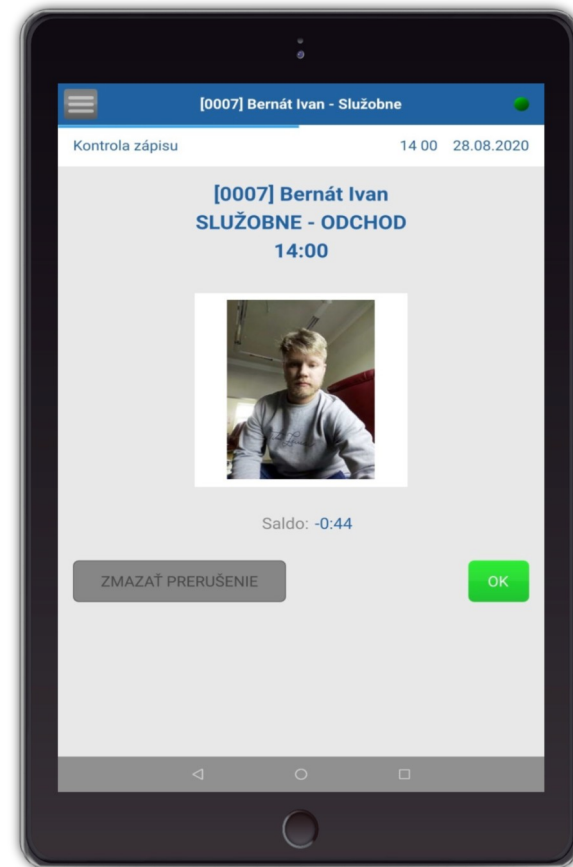 [0007] Bernát Ivan - Služobne
Kontrola zápisu 14 00 28.08.2020
[0007] Bernát Ivan
SLUŽOBNE - ODCHOD
14:00
Saldo: -0:44
ZMAZAŤ PRERUŠENIE OK